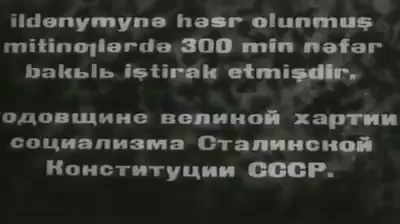 ildənymynə həsr olunmuş
mitinqlərdə 300 min nəfər
bakьlь iştirak etmişdir.
одовщине великой хартии
социализма Сталинской
Конституции СССР.